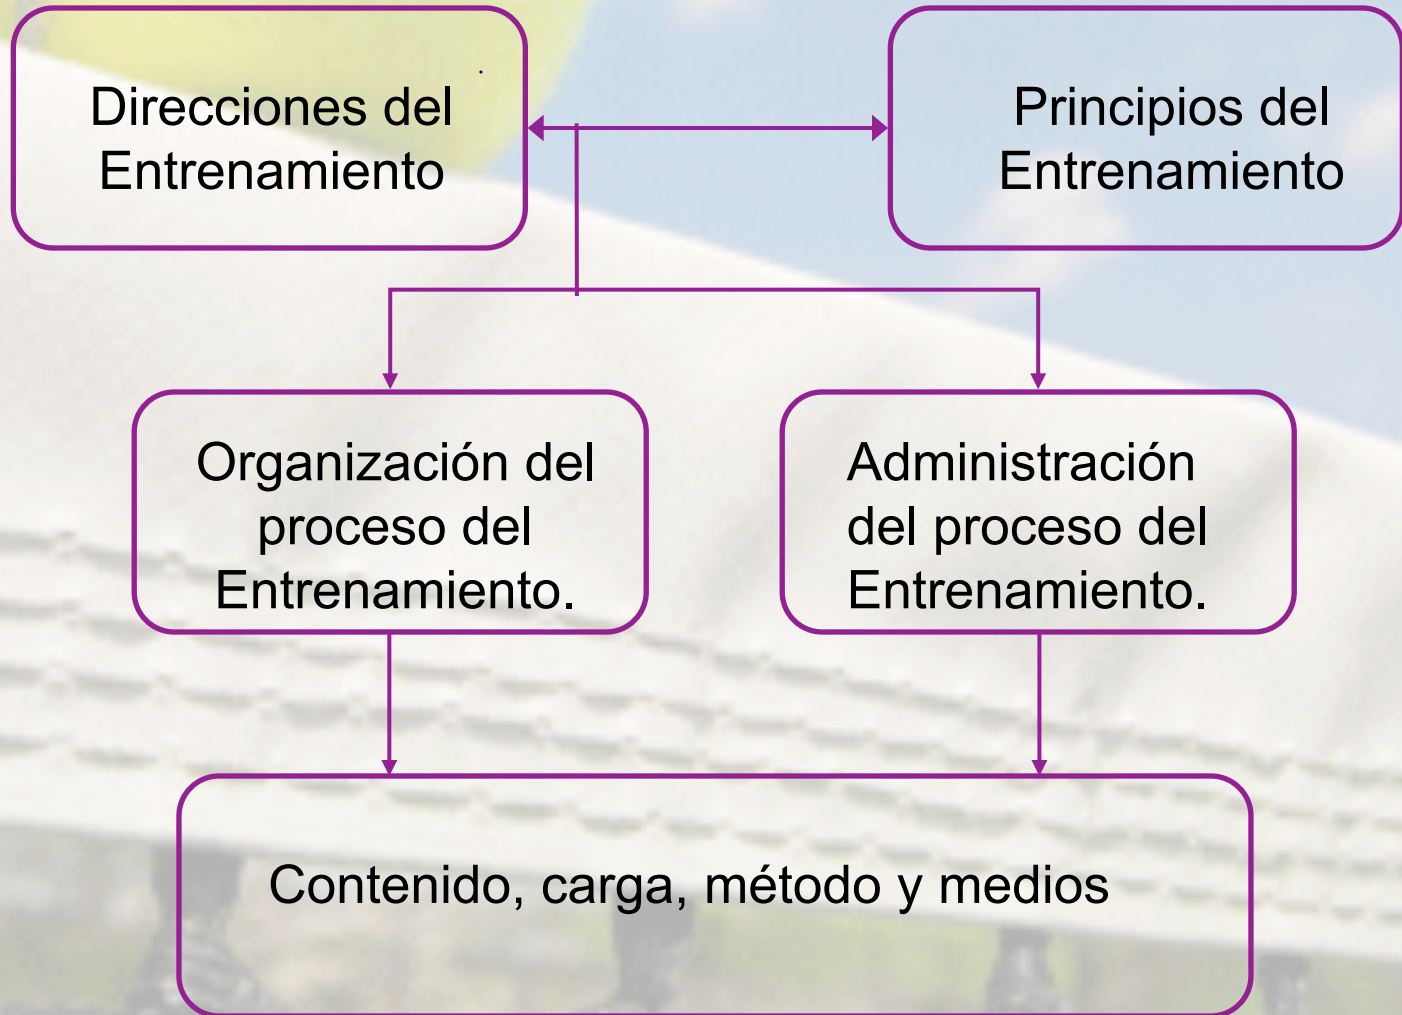 Direcciones del
Entrenamiento
Principios del
Entrenamiento
Organización del
proceso del
Entrenamiento.
Administración
del proceso del
Entrenamiento.
Contenido, carga, método y medios